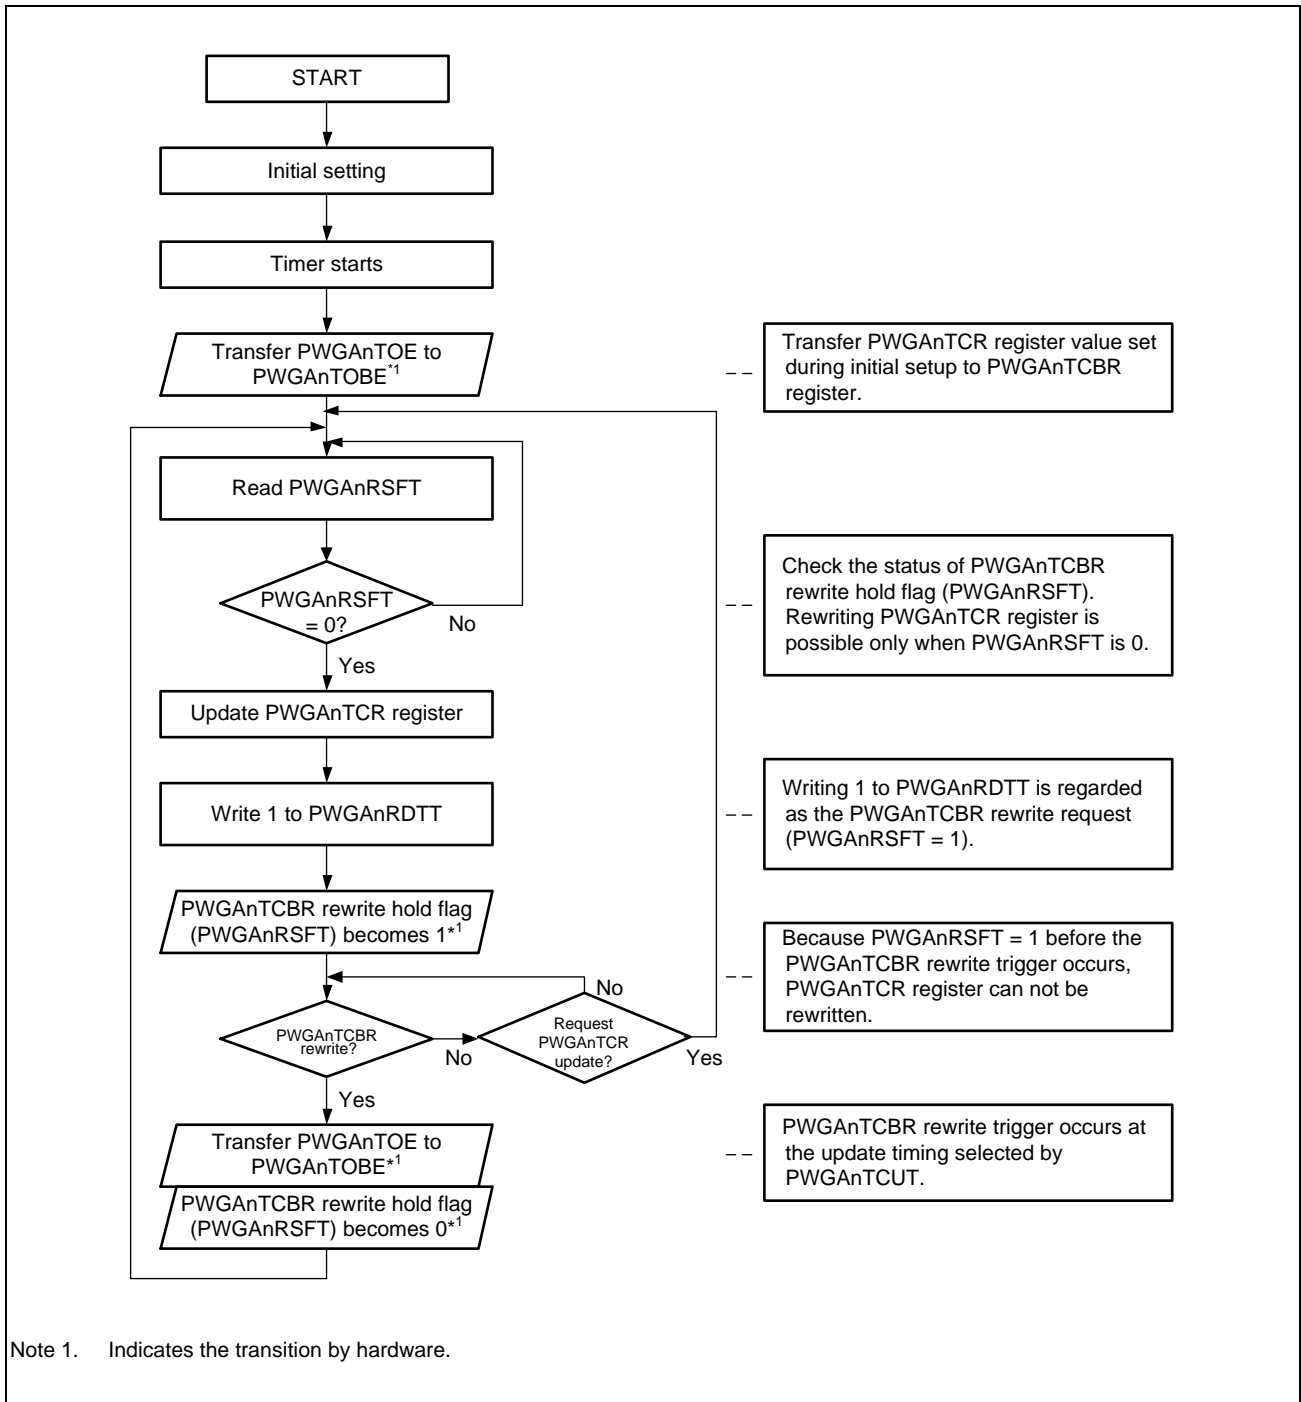 START
Initial setting
Timer starts
Transfer PWGAnTOE to
PWGAnTOBE*1
Transfer PWGAnTCR register value set
during initial setup to PWGAnTCBR
register.
Read PWGAnRSFT
PWGAnRSFT
= 0?
No
Yes
Check the status of PWGAnTCBR
rewrite hold flag (PWGAnRSFT).
Rewriting PWGAnTCR register is
possible only when PWGAnRSFT is 0.
Update PWGAnTCR register
Write 1 to PWGAnRDTT
Writing 1 to PWGAnRDTT is regarded
as the PWGAnTCBR rewrite request
(PWGAnRSFT = 1).
PWGAnTCBR rewrite hold flag
(PWGAnRSFT) becomes 1*1
Because PWGAnRSFT = 1 before the
PWGAnTCBR rewrite trigger occurs,
PWGAnTCR register can not be
rewritten.
PWGAnTCBR
rewrite?
No
Yes
No
Request
PWGAnTCR
update?
Yes
Transfer PWGAnTOE to
PWGAnTOBE*1
PWGAnTCBR rewrite hold flag
(PWGAnRSFT) becomes 0*1
PWGAnTCBR rewrite trigger occurs at
the update timing selected by
PWGAnTCUT.
Note 1. Indicates the transition by hardware.